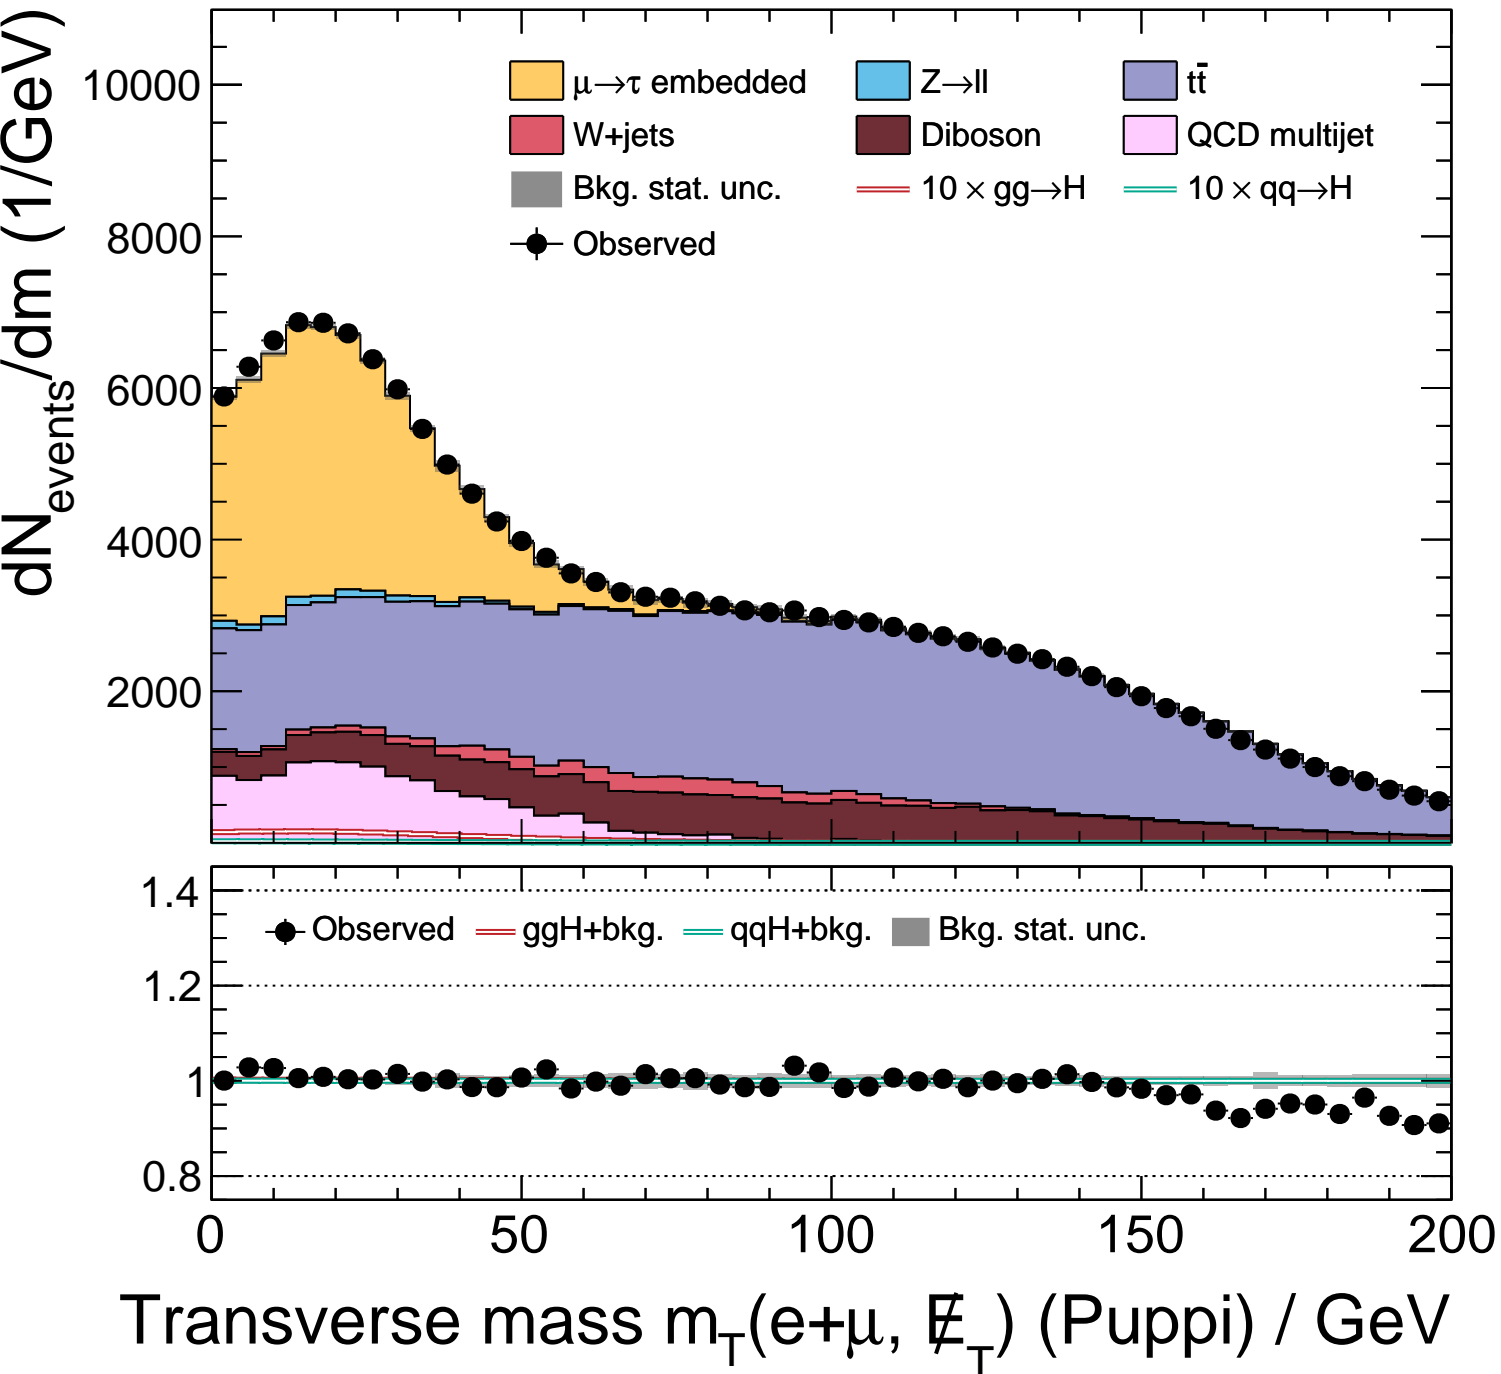 dN_events/dm (1/GeV)
10000
8000
6000
4000
2000
μ→τ embedded Z→ll tt̄
W+jets Diboson QCD multijet
Bkg. stat. unc. 10 × gg→H 10 × qq→H
Observed
1.4
1.2
1
0.8
Observed ggH+bkg. qqH+bkg. Bkg. stat. unc.
0 50 100 150 200
Transverse mass m_T(e+μ, E̸_T) (Puppi) / GeV